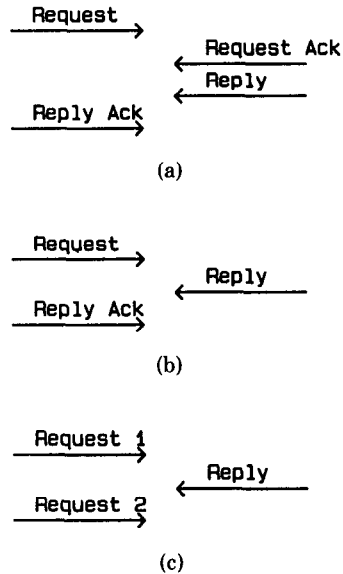 Request
Request Ack
Reply
Reply Ack
(a)
Request
Reply
Reply Ack
(b)
Request 1
Reply
Request 2
(c)